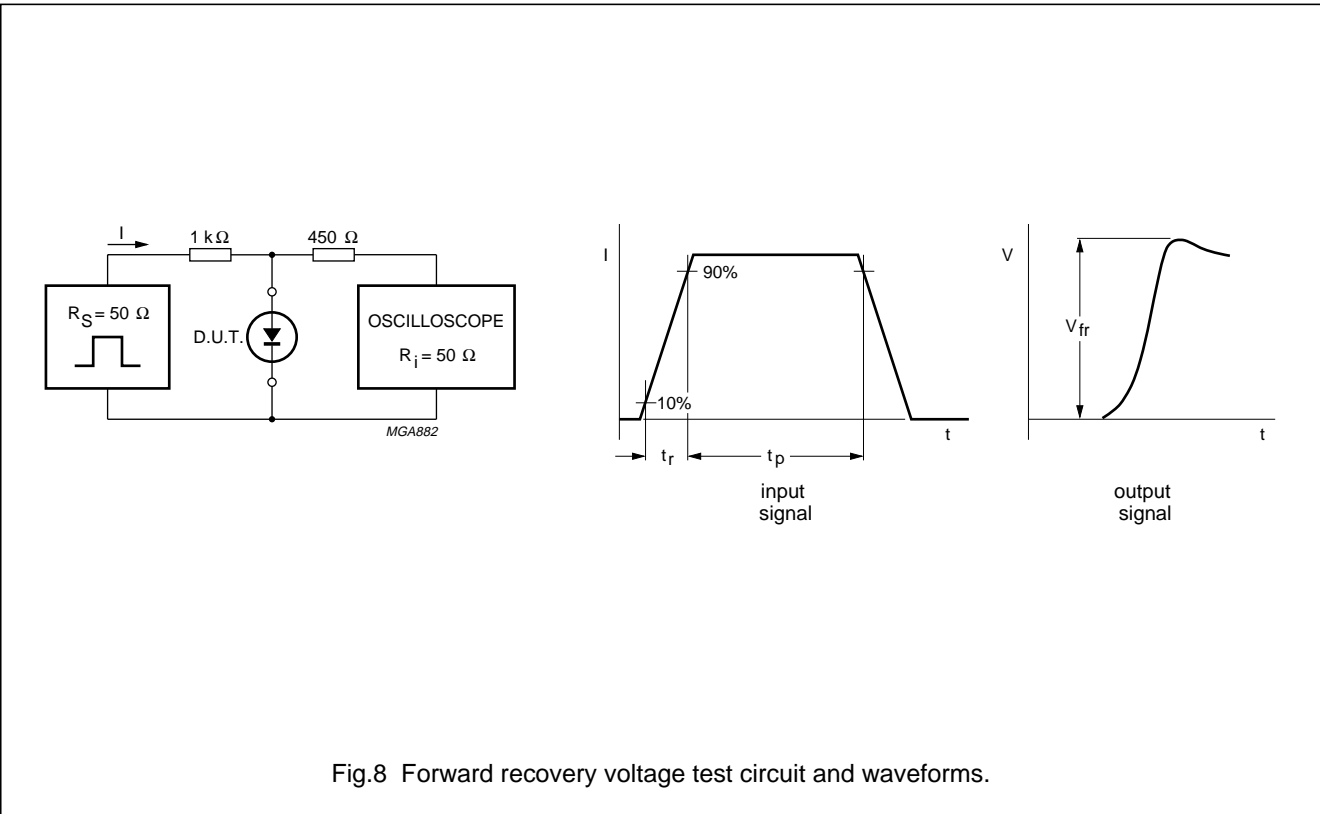 I
1 kΩ
450 Ω
R_S = 50 Ω
D.U.T.
OSCILLOSCOPE
R_i = 50 Ω
MGA882
I
90%
10%
t
t_r
t_p
input
signal
V
V_fr
t
output
signal
Fig.8 Forward recovery voltage test circuit and waveforms.